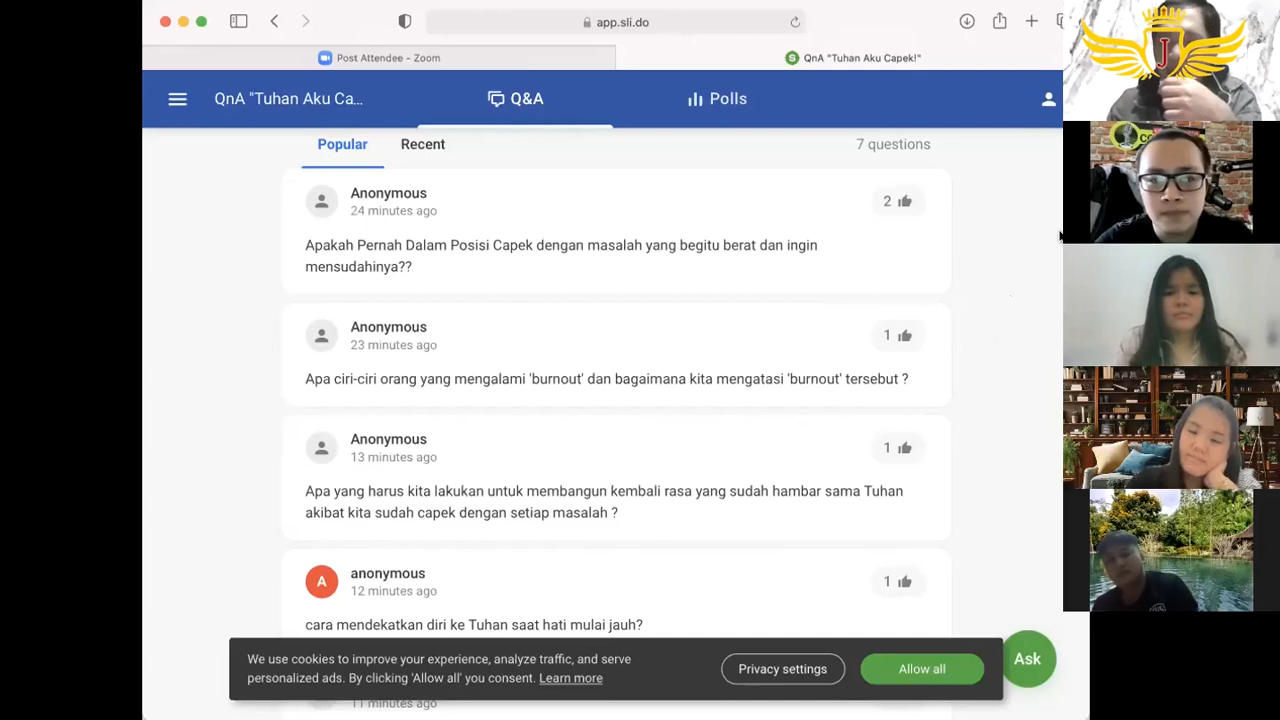 app.sli.do
Post Attendee - Zoom
S QnA "Tuhan Aku Capek!"
QnA "Tuhan Aku Ca...
Q&A
Polls
Popular
Recent
7 questions
Anonymous
24 minutes ago
2
Apakah Pernah Dalam Posisi Capek dengan masalah yang begitu berat dan ingin
mensudahinya??
Anonymous
23 minutes ago
1
Apa ciri-ciri orang yang mengalami 'burnout' dan bagaimana kita mengatasi 'burnout' tersebut ?
Anonymous
13 minutes ago
1
Apa yang harus kita lakukan untuk membangun kembali rasa yang sudah hambar sama Tuhan
akibat kita sudah capek dengan setiap masalah ?
A
anonymous
12 minutes ago
1
cara mendekatkan diri ke Tuhan saat hati mulai jauh?
We use cookies to improve your experience, analyze traffic, and serve
personalized ads. By clicking 'Allow all' you consent. Learn more
Privacy settings
Allow all
Ask
11 minutes ago
J